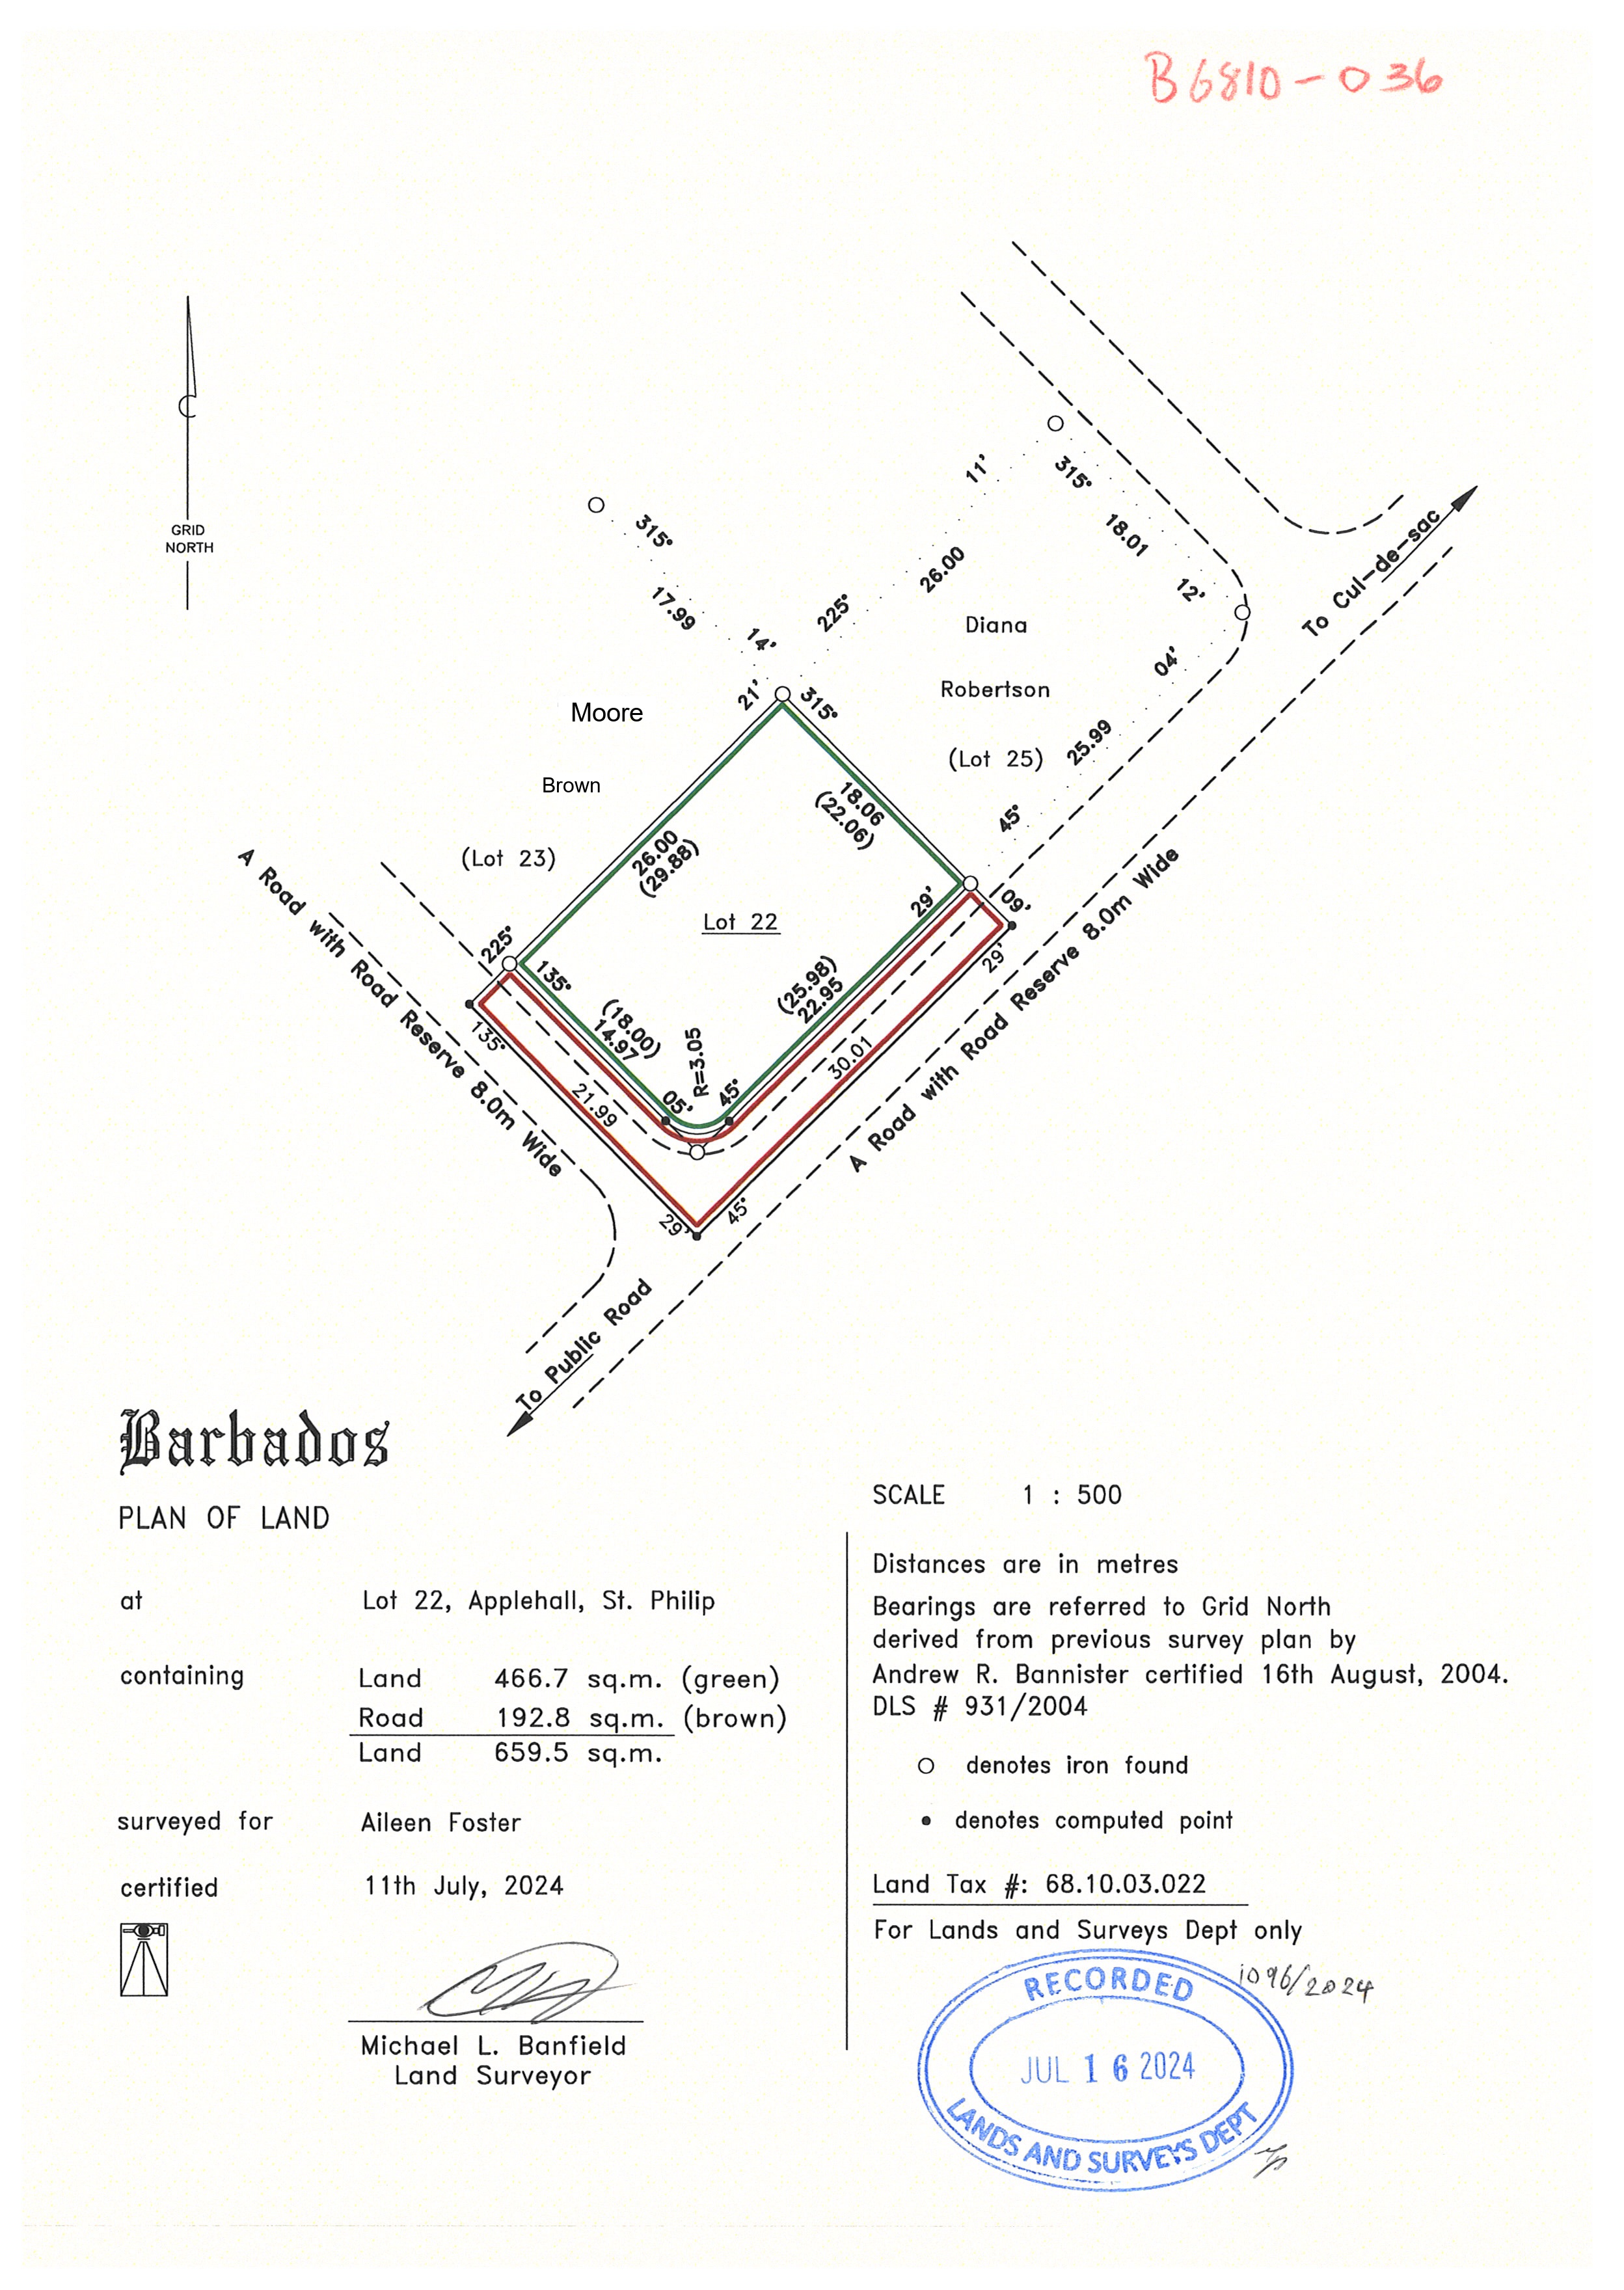 B6810-036
GRID
NORTH
11'
315°
18.01
12'
26.00
225°
315°
17.99
14'
Diana
Robertson
(Lot 25)
04'
25.99
45°
To Cul-de-sac
21'
315°
Moore
Brown
(Lot 23)
18.06
(22.06)
26.00
(29.88)
Lot 22
29'
09'
29'
225°
135°
135°
(18.00)
14.97
(25.98)
22.95
R=3.05
05'
45°
21.99
30.01
29'
45°
A Road with Road Reserve 8.0m Wide
A Road with Road Reserve 8.0m Wide
To Public Road
Barbados
PLAN OF LAND
at Lot 22, Applehall, St. Philip
containing Land 466.7 sq.m. (green)
Road 192.8 sq.m. (brown)
Land 659.5 sq.m.
surveyed for Aileen Foster
certified 11th July, 2024
Michael L. Banfield
Land Surveyor
SCALE 1 : 500
Distances are in metres
Bearings are referred to Grid North
derived from previous survey plan by
Andrew R. Bannister certified 16th August, 2004.
DLS # 931/2004
denotes iron found
denotes computed point
Land Tax #: 68.10.03.022
For Lands and Surveys Dept only
1096/2024
RECORDED
JUL 16 2024
LANDS AND SURVEYS DEPT